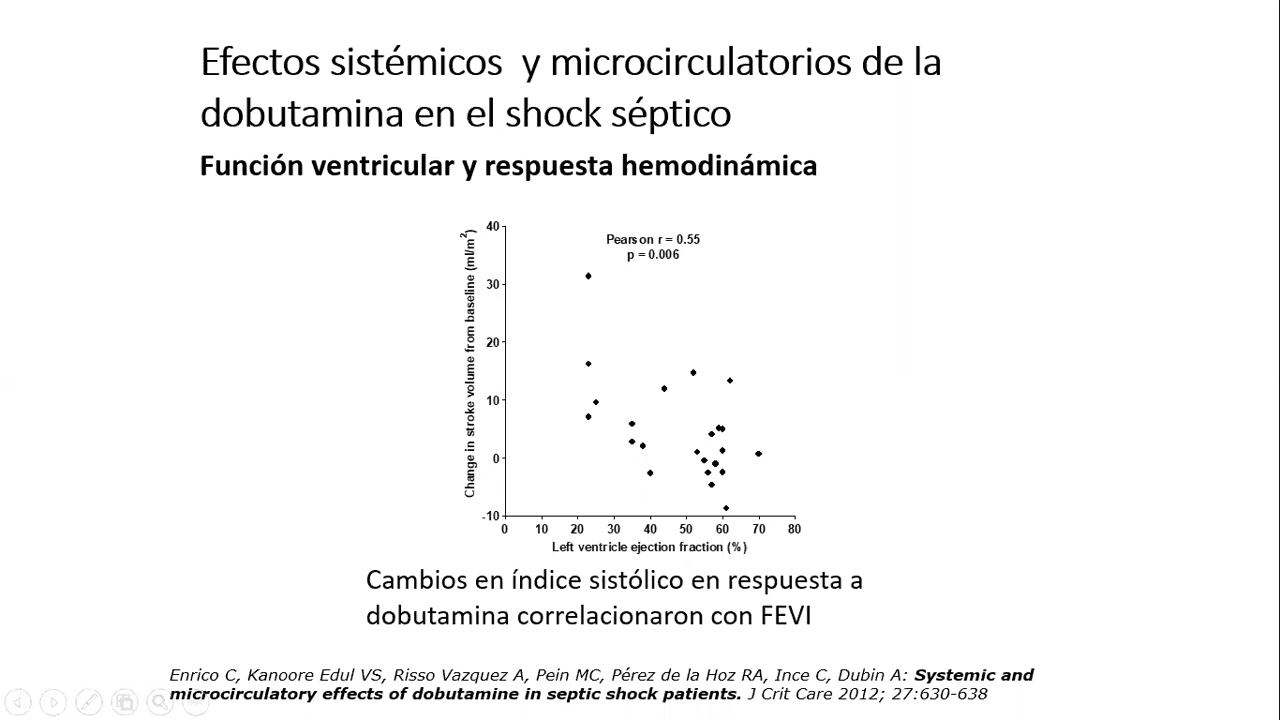 Efectos sistémicos y microcirculatorios de la
dobutamina en el shock séptico
Función ventricular y respuesta hemodinámica
Pearson r = 0.55
p = 0.006
Change in stroke volume from baseline (ml/m²)
40
30
20
10
0
-10
0 10 20 30 40 50 60 70 80
Left ventricle ejection fraction (%)
Cambios en índice sistólico en respuesta a
dobutamina correlacionaron con FEVI
Enrico C, Kanoore Edul VS, Risso Vazquez A, Pein MC, Pérez de la Hoz RA, Ince C, Dubin A: Systemic and
microcirculatory effects of dobutamine in septic shock patients. J Crit Care 2012; 27:630-638